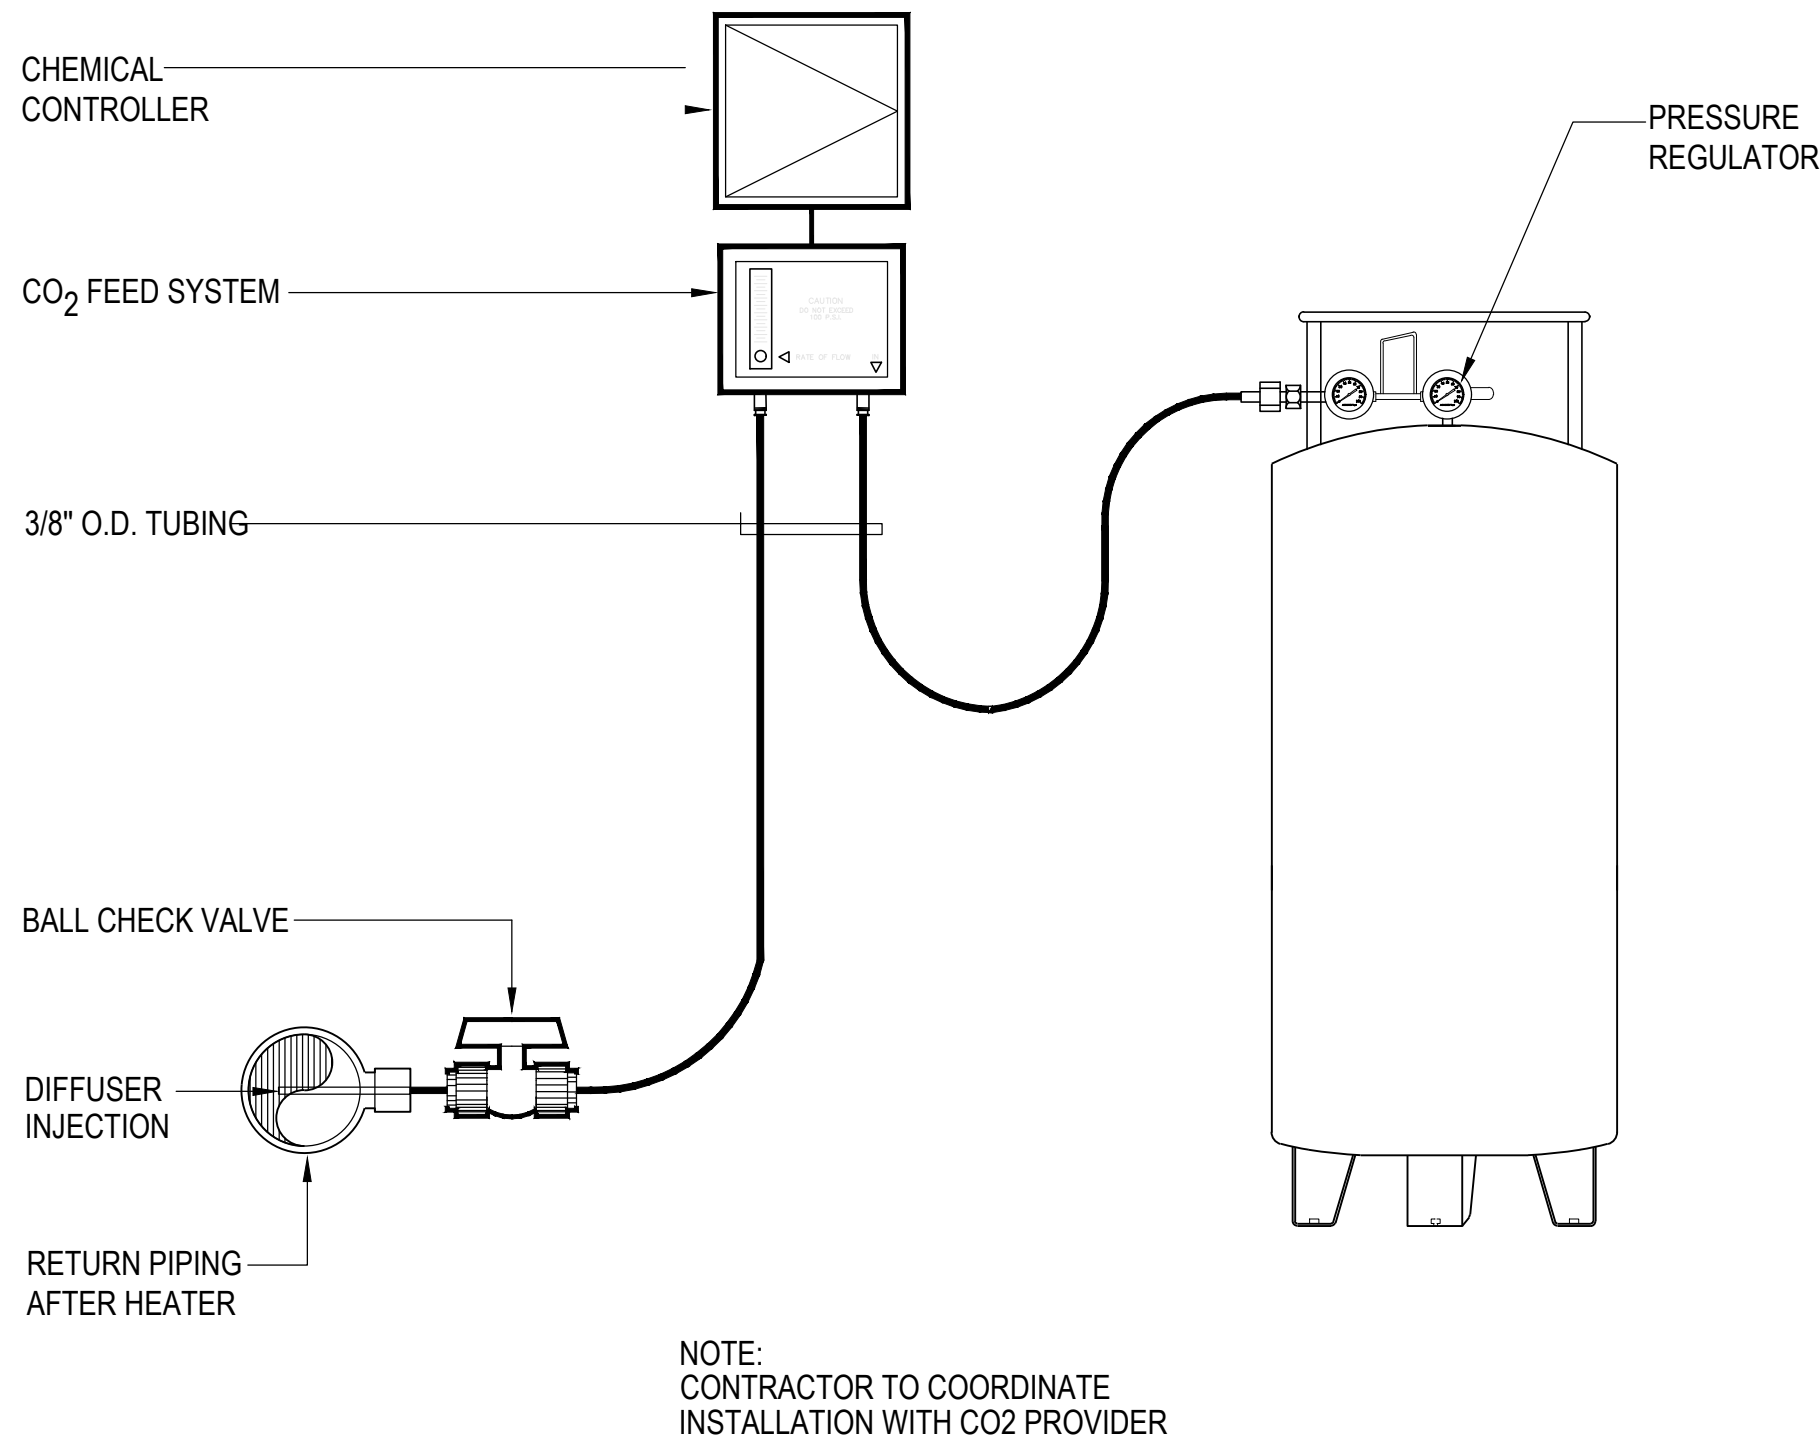 CHEMICAL
CONTROLLER
PRESSURE
REGULATOR
CO2 FEED SYSTEM
CAUTION
DO NOT EXCEED
100 P.S.I.
RATE OF FLOW IN
3/8" O.D. TUBING
BALL CHECK VALVE
DIFFUSER
INJECTION
RETURN PIPING
AFTER HEATER
NOTE:
CONTRACTOR TO COORDINATE
INSTALLATION WITH CO2 PROVIDER